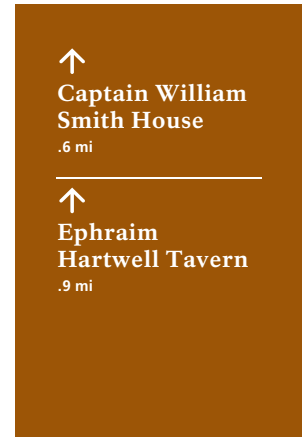 Captain William
Smith House
.6 mi
Ephraim
Hartwell Tavern
.9 mi